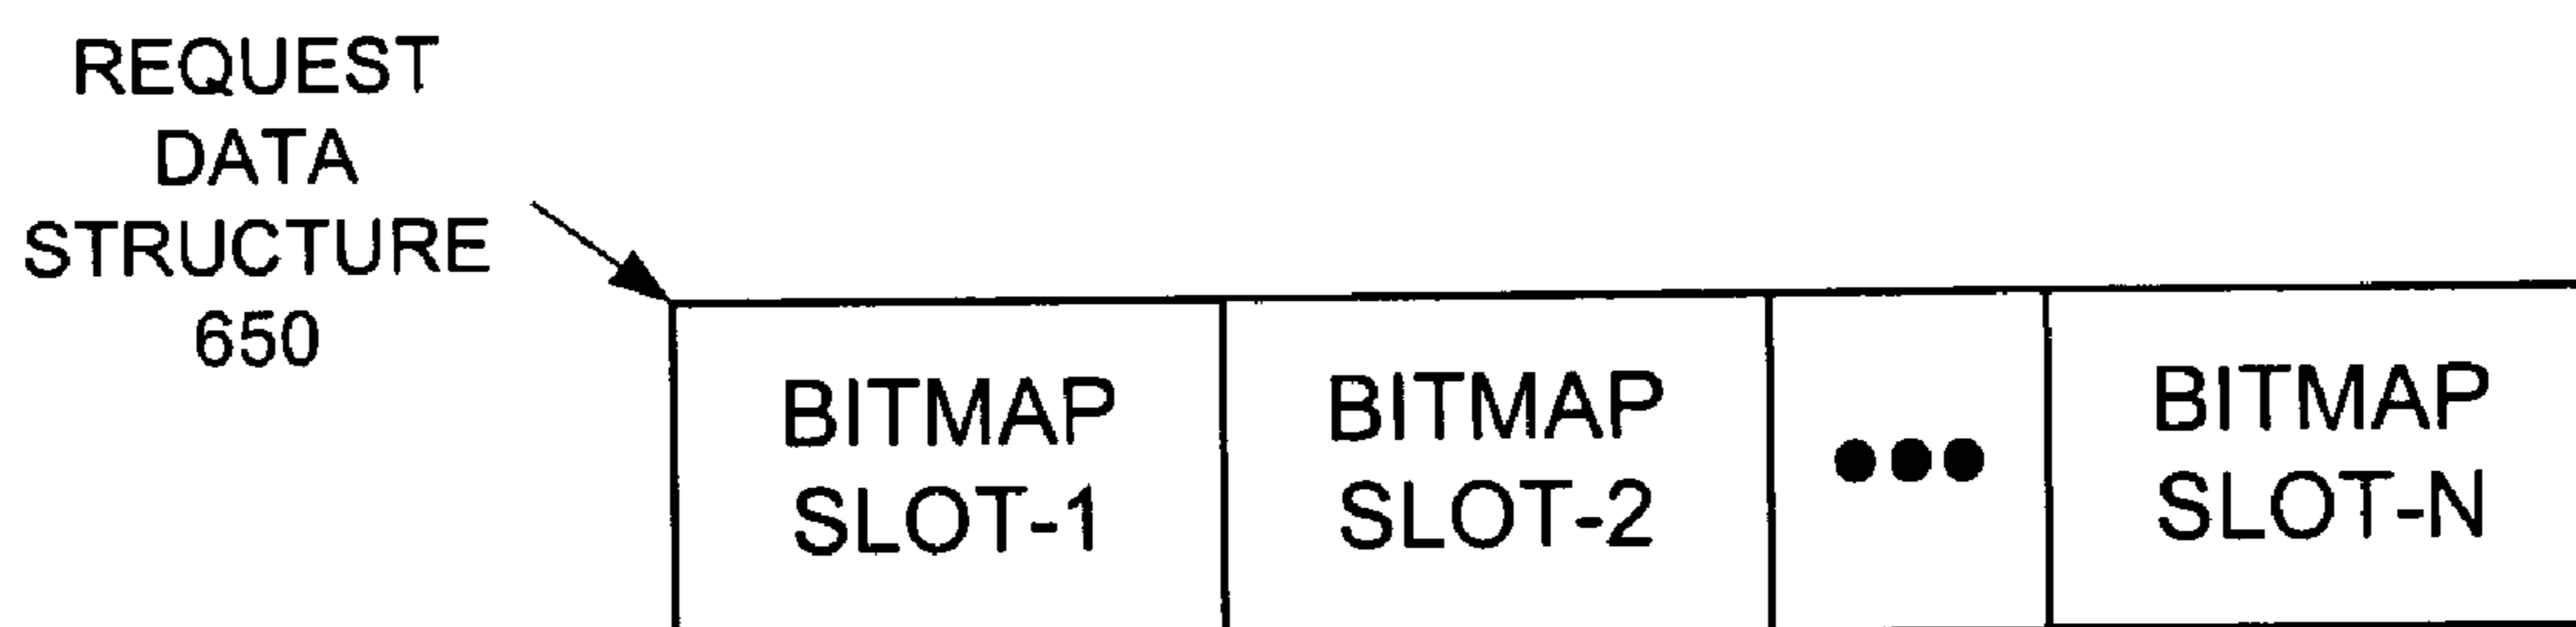 REQUEST
DATA
STRUCTURE
650
BITMAP
SLOT-1
BITMAP
SLOT-2
●●●
BITMAP
SLOT-N